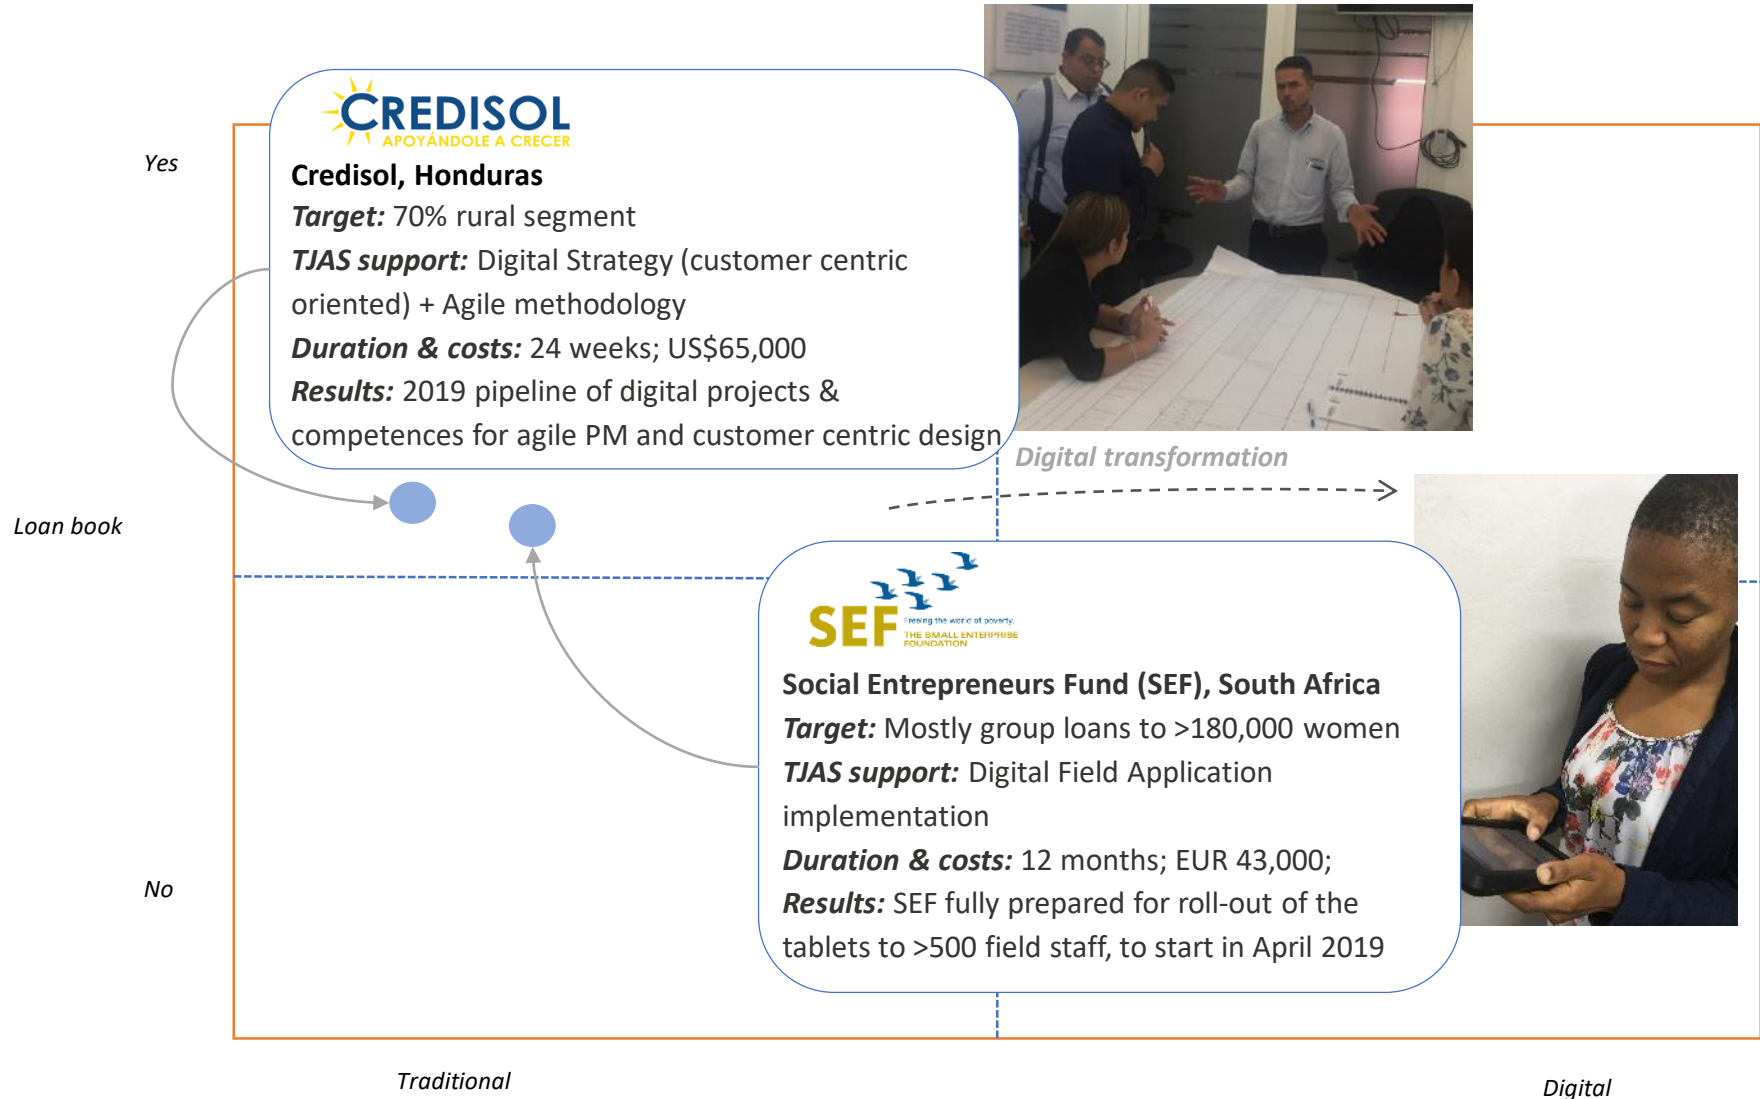 CREDISOL
APOYÁNDOLE A CRECER
Yes
Credisol, Honduras
Target: 70% rural segment
TJAS support: Digital Strategy (customer centric
oriented) + Agile methodology
Duration & costs: 24 weeks; US$65,000
Results: 2019 pipeline of digital projects &
competences for agile PM and customer centric design
Digital transformation
Loan book
SEF
Freeing the world of poverty.
THE SMALL ENTERPRISE
FOUNDATION
Social Entrepreneurs Fund (SEF), South Africa
Target: Mostly group loans to >180,000 women
TJAS support: Digital Field Application
implementation
Duration & costs: 12 months; EUR 43,000;
Results: SEF fully prepared for roll-out of the
tablets to >500 field staff, to start in April 2019
No
Traditional
Digital